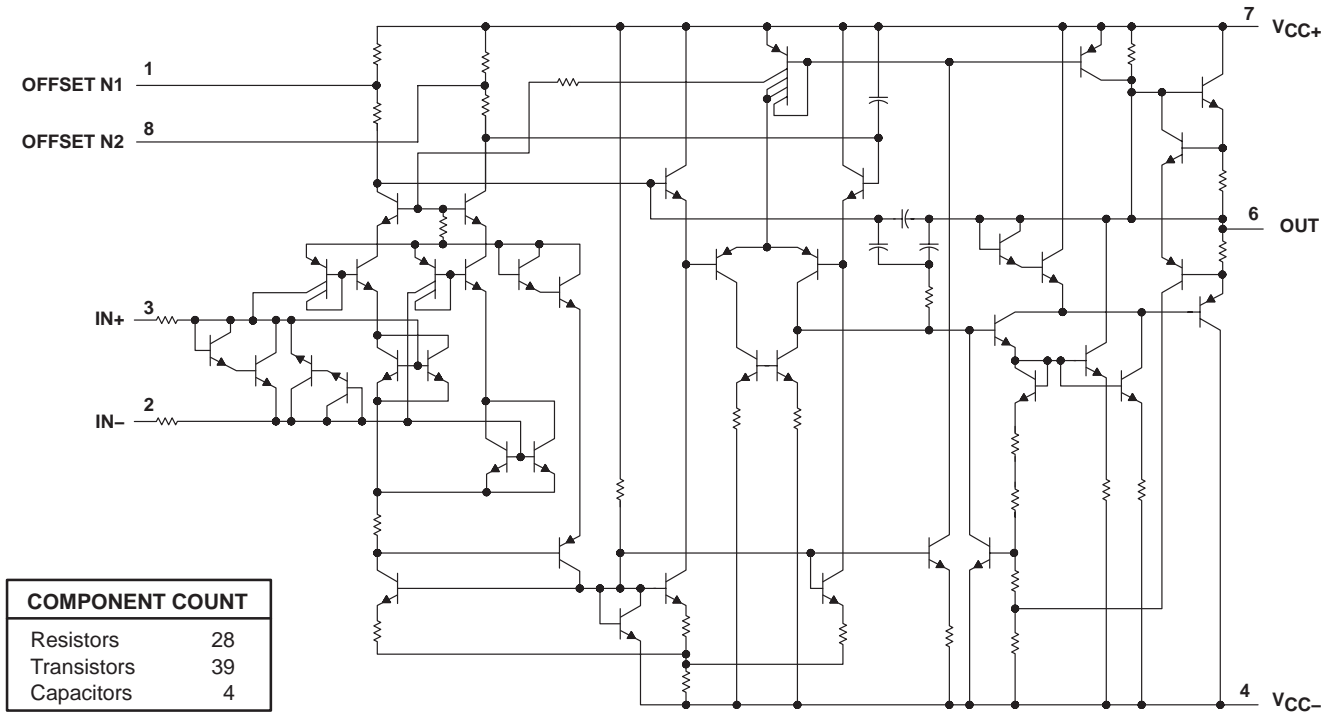 7
VCC+
1
OFFSET N1
8
OFFSET N2
6
OUT
3
IN+
2
IN–
COMPONENT COUNT
Resistors 28
Transistors 39
Capacitors 4
4
VCC–